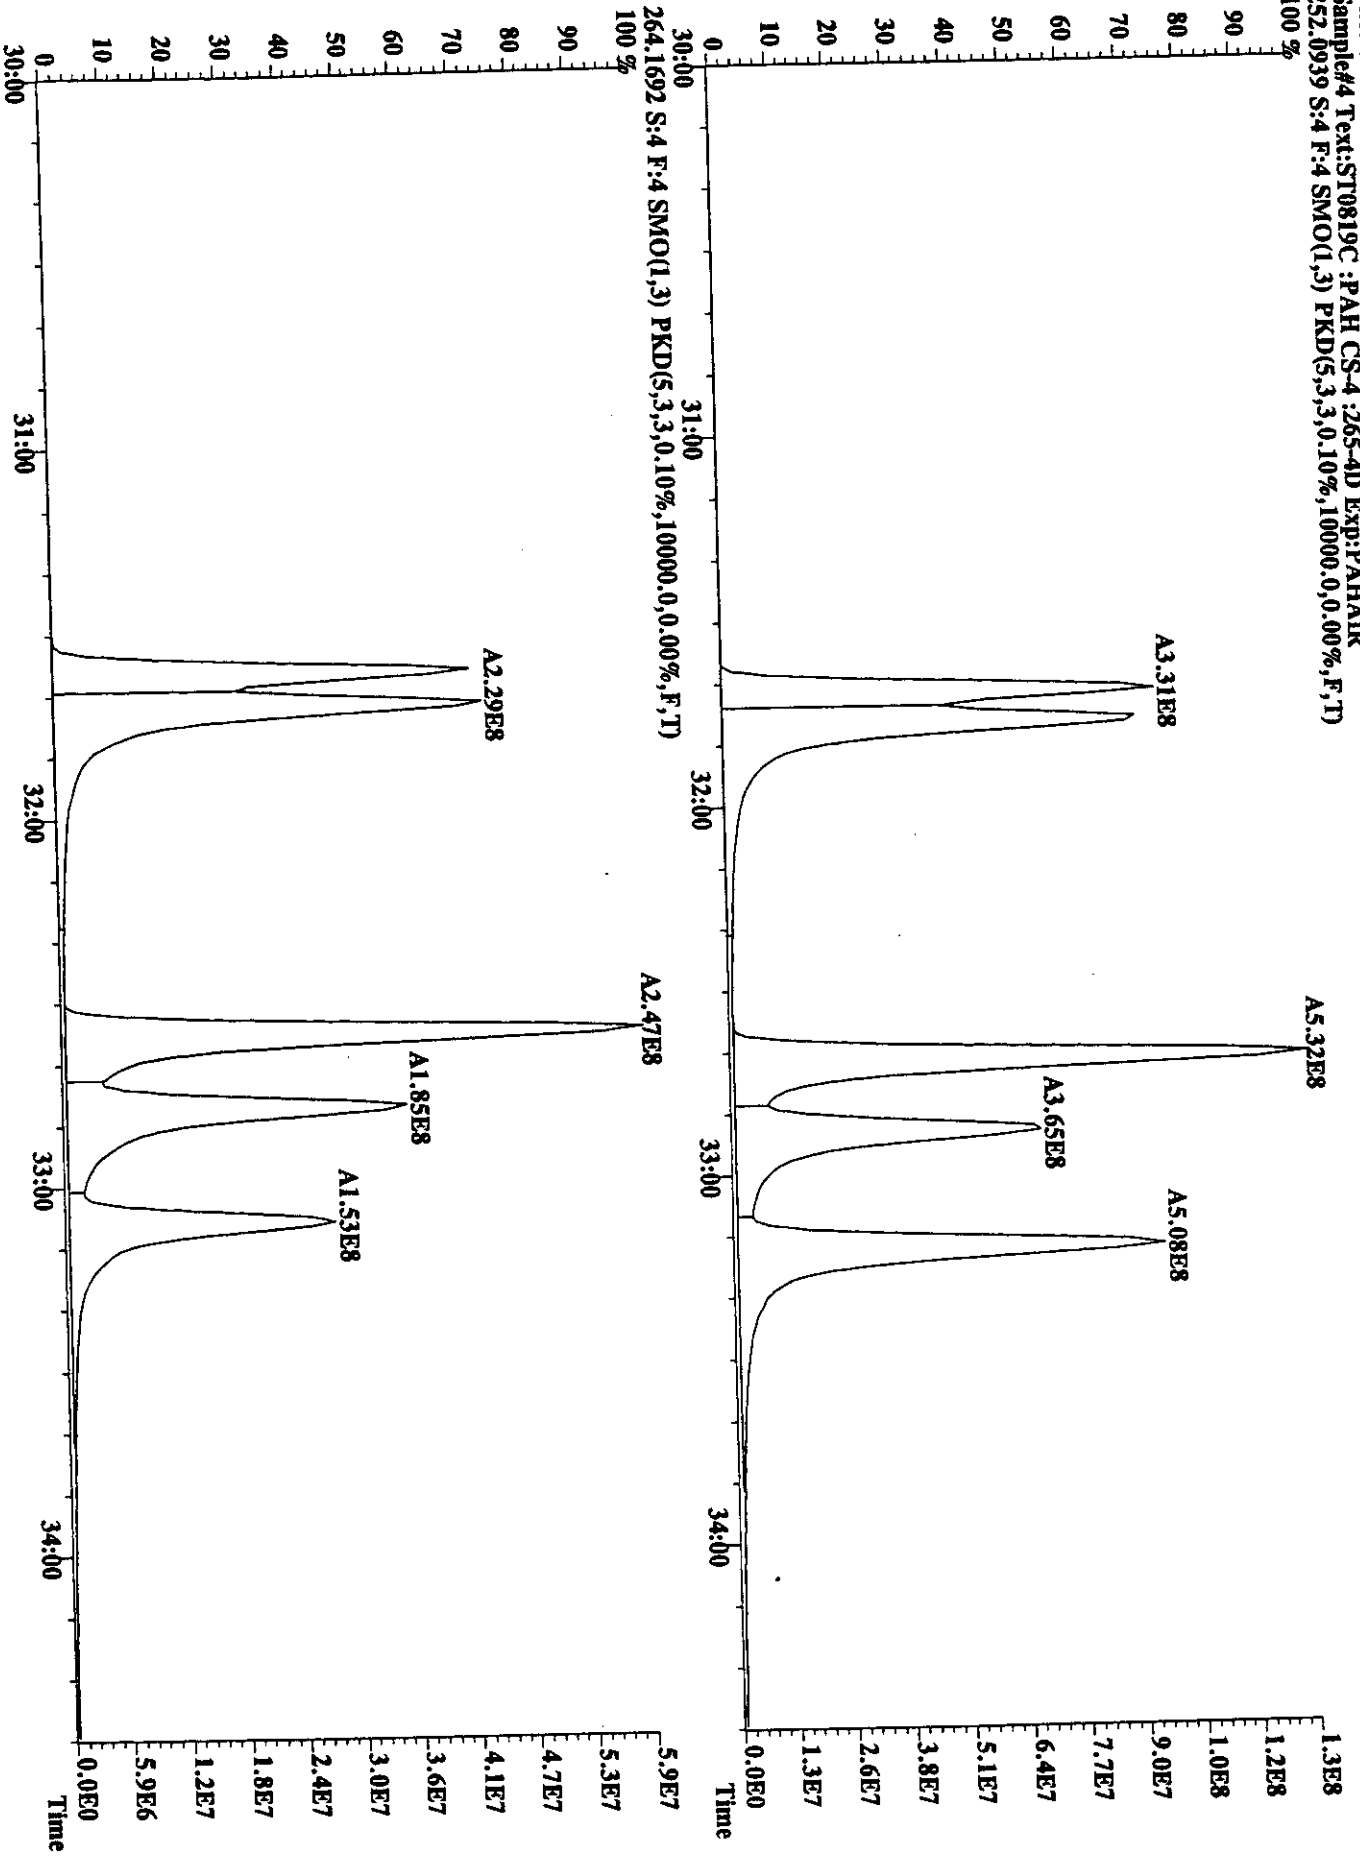 Sample#4 Text:ST0819C :PAH CS-4 :265-4D Exp:PAHAIR
252.0939 S:4 F:4 SMO(1,3) PKD(5,3,3,0.10%,10000.0,0.00%,F,T)
100 %
90
80
70
60
50
40
30
20
10
0
A3.31E8
A5.32E8
A3.65E8
A5.08E8
1.3E8
1.2E8
1.0E8
9.0E7
7.7E7
6.4E7
5.1E7
3.8E7
2.6E7
1.3E7
0.0E0
30:00
31:00
32:00
33:00
34:00
Time
264.1692 S:4 F:4 SMO(1,3) PKD(5,3,3,0.10%,10000.0,0.00%,F,T)
100 %
90
80
70
60
50
40
30
20
10
0
A2.29E8
A2.47E8
A1.85E8
A1.53E8
5.9E7
5.3E7
4.7E7
4.1E7
3.6E7
3.0E7
2.4E7
1.8E7
1.2E7
5.9E6
0.0E0
30:00
31:00
32:00
33:00
34:00
Time